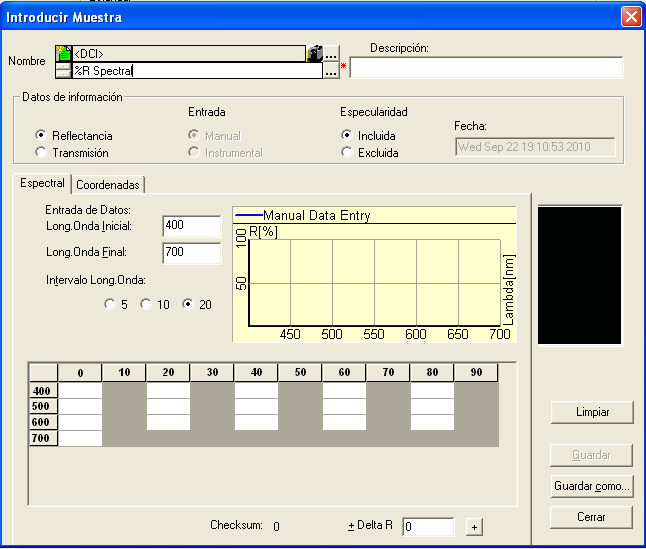 Introducir Muestra
Nombre
<DCI>
...
%R Spectral
...
*
Descripción:
Datos de información
Entrada
Especularidad
Fecha:
Reflectancia
Manual
Incluida
Wed Sep 22 19:10:53 2010
Transmisión
Instrumental
Excluida
Espectral
Coordenadas
Entrada de Datos:
Long.Onda Inicial:
400
Long.Onda Final:
700
Intervalo Long.Onda:
5 10 20
Manual Data Entry
R[%]
100
50
Lambda[nm]
450 500 550 600 650 700
0 10 20 30 40 50 60 70 80 90
400
500
600
700
Limpiar
Guardar
Guardar como...
Cerrar
Checksum: 0
± Delta R 0 +